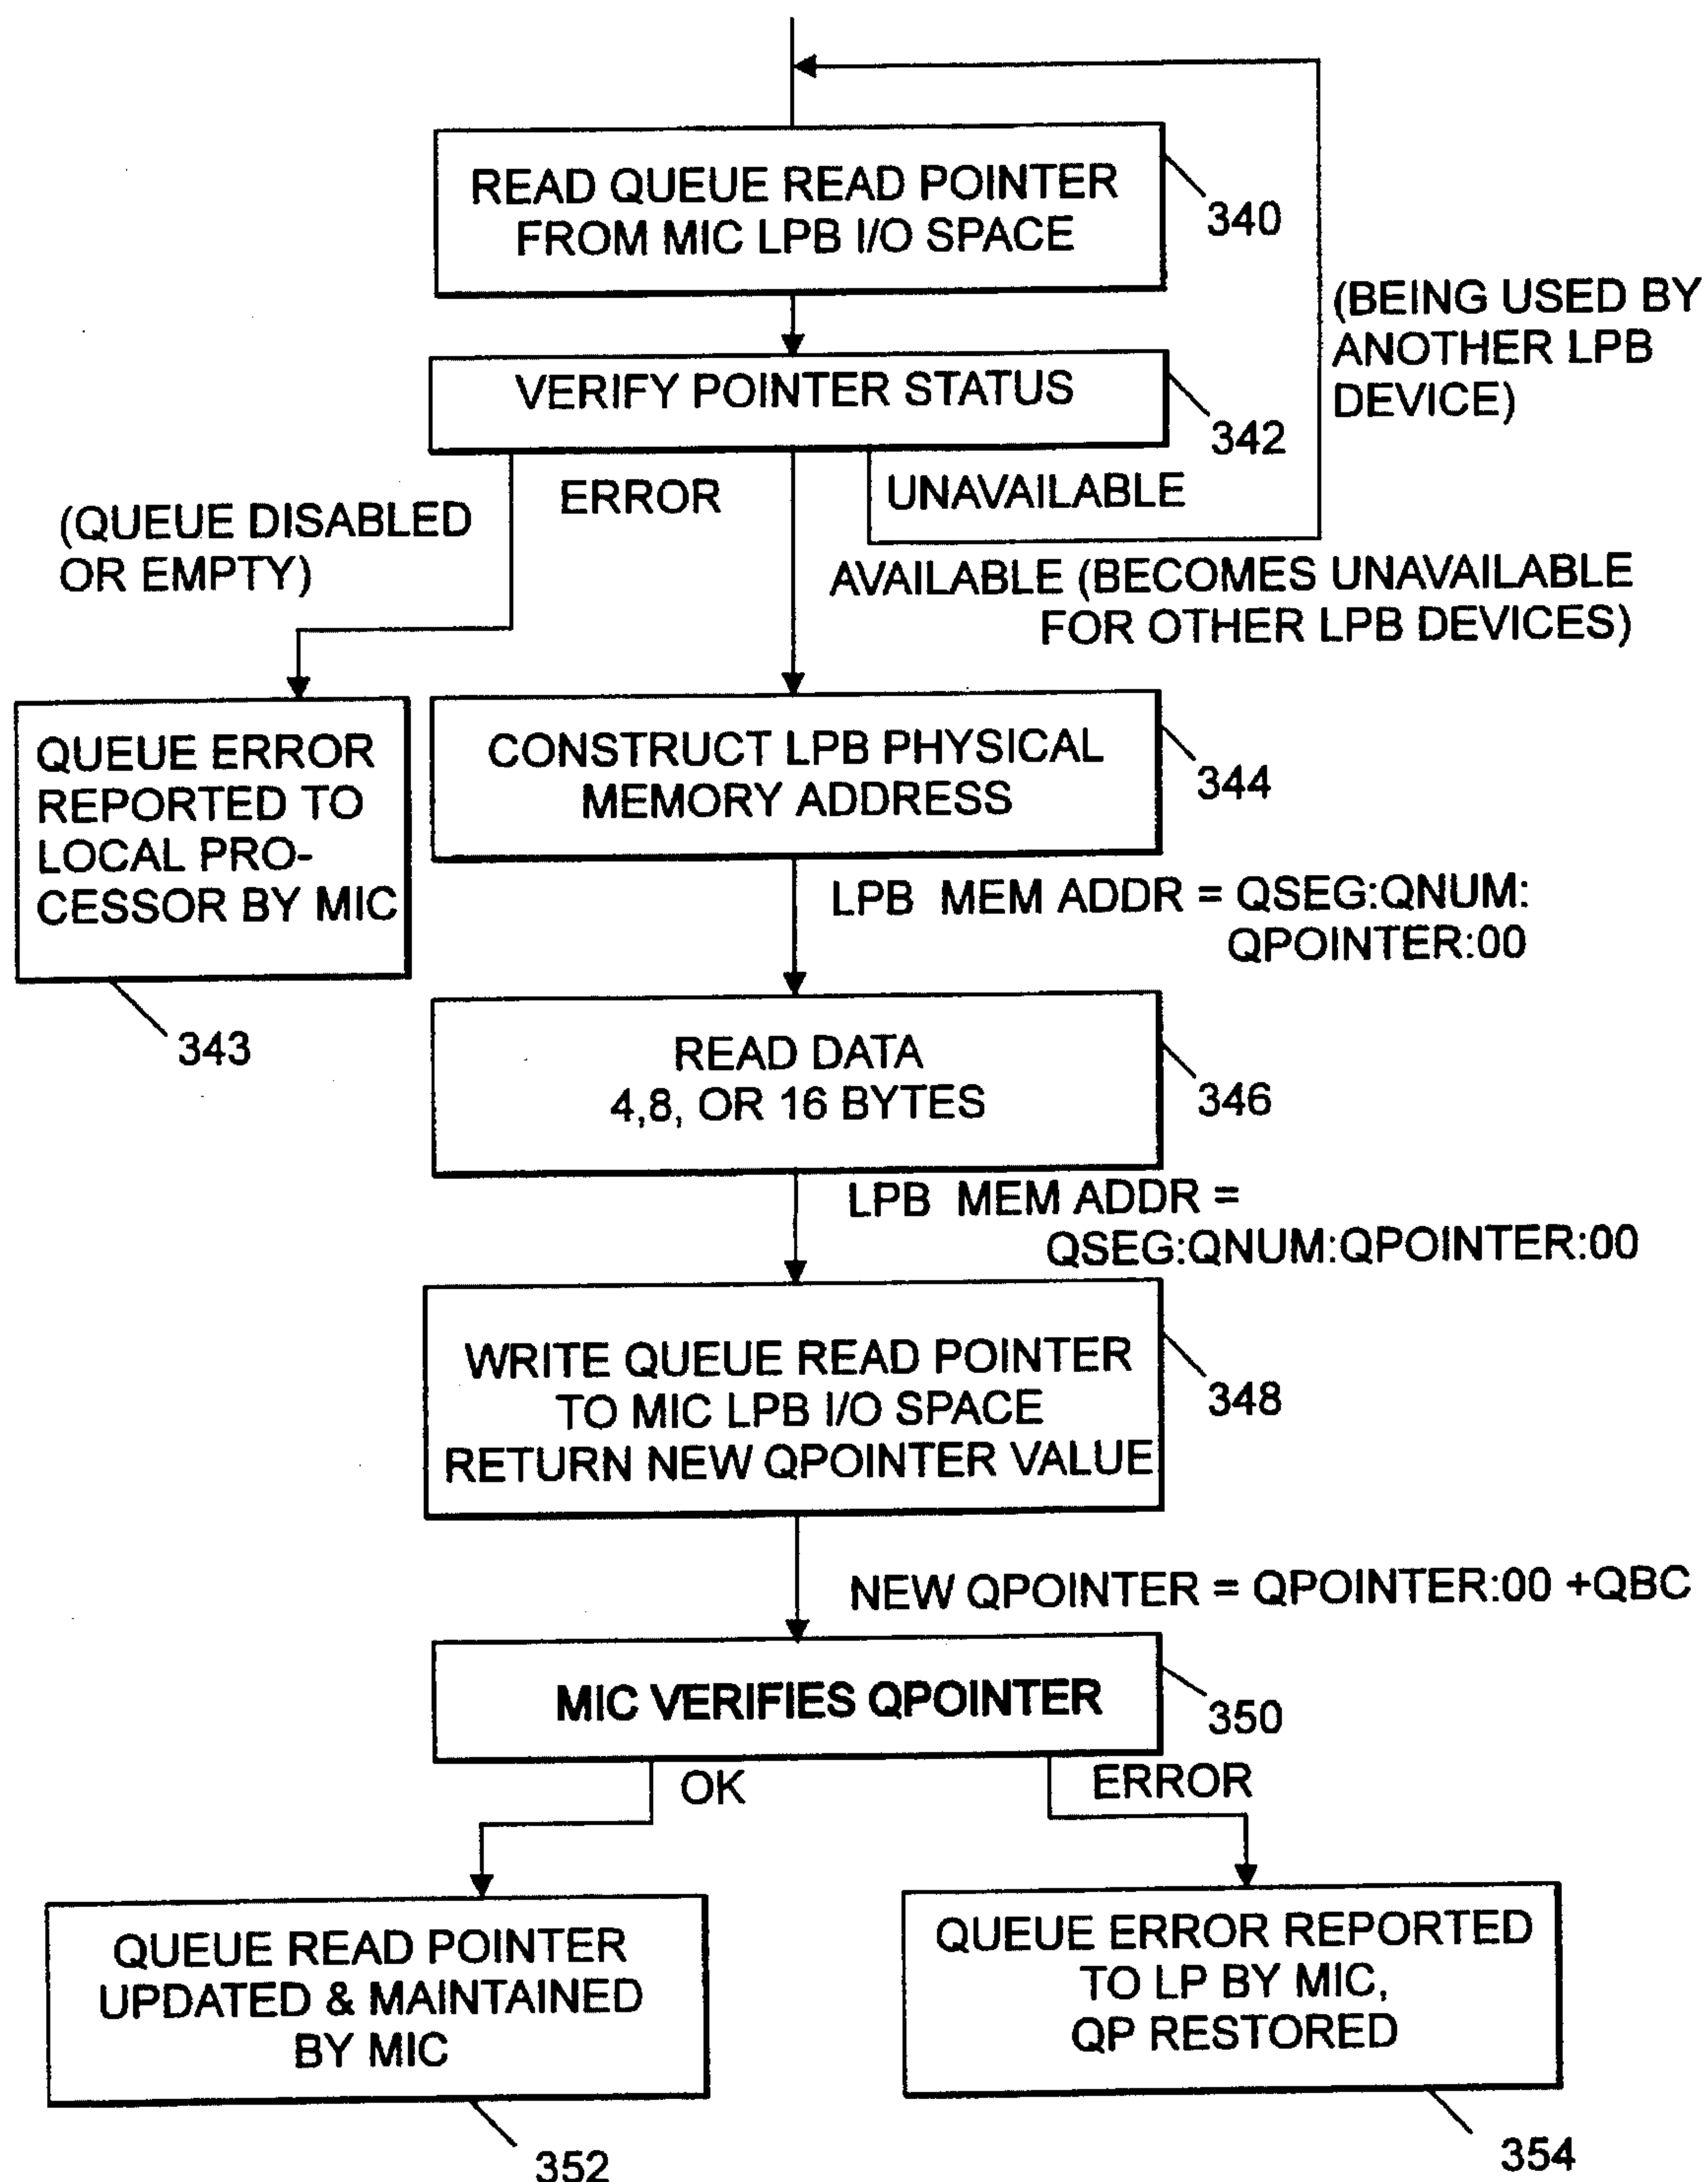 READ QUEUE READ POINTER
FROM MIC LPB I/O SPACE
340
(BEING USED BY
ANOTHER LPB
DEVICE)
VERIFY POINTER STATUS
342
(QUEUE DISABLED
OR EMPTY)
ERROR
UNAVAILABLE
AVAILABLE (BECOMES UNAVAILABLE
FOR OTHER LPB DEVICES)
QUEUE ERROR
REPORTED TO
LOCAL PRO-
CESSOR BY MIC
343
CONSTRUCT LPB PHYSICAL
MEMORY ADDRESS
344
LPB MEM ADDR = QSEG:QNUM:
QPOINTER:00
READ DATA
4,8, OR 16 BYTES
346
LPB MEM ADDR =
QSEG:QNUM:QPOINTER:00
WRITE QUEUE READ POINTER
TO MIC LPB I/O SPACE
RETURN NEW QPOINTER VALUE
348
NEW QPOINTER = QPOINTER:00 +QBC
MIC VERIFIES QPOINTER
350
OK
ERROR
QUEUE READ POINTER
UPDATED & MAINTAINED
BY MIC
352
QUEUE ERROR REPORTED
TO LP BY MIC,
QP RESTORED
354